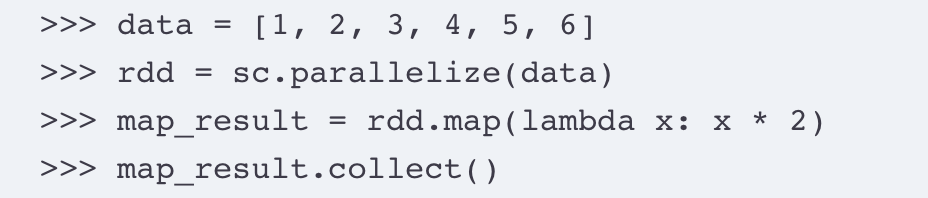 >>> data = [1, 2, 3, 4, 5, 6]
>>> rdd = sc.parallelize(data)
>>> map_result = rdd.map(lambda x: x * 2)
>>> map_result.collect()